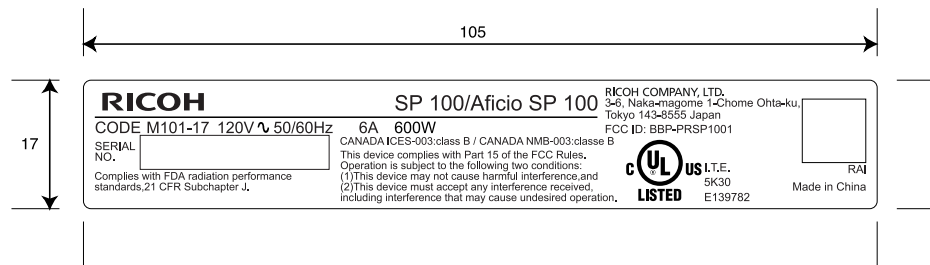 105
17
RICOH
SP 100/Aficio SP 100
CODE M101-17 120V ∿ 50/60Hz 6A 600W
SERIAL
NO.
Complies with FDA radiation performance
standards,21 CFR Subchapter J.
CANADA ICES-003:class B / CANADA NMB-003:classe B
This device complies with Part 15 of the FCC Rules.
Operation is subject to the following two conditions:
(1)This device may not cause harmful interference,and
(2)This device must accept any interference received,
including interference that may cause undesired operation.
RICOH COMPANY, LTD.
3-6, Naka-magome 1-Chome Ohta-ku,
Tokyo 143-8555 Japan
FCC ID: BBP-PRSP1001
C UL ® US
LISTED
I.T.E.
5K30
E139782
RAI
Made in China